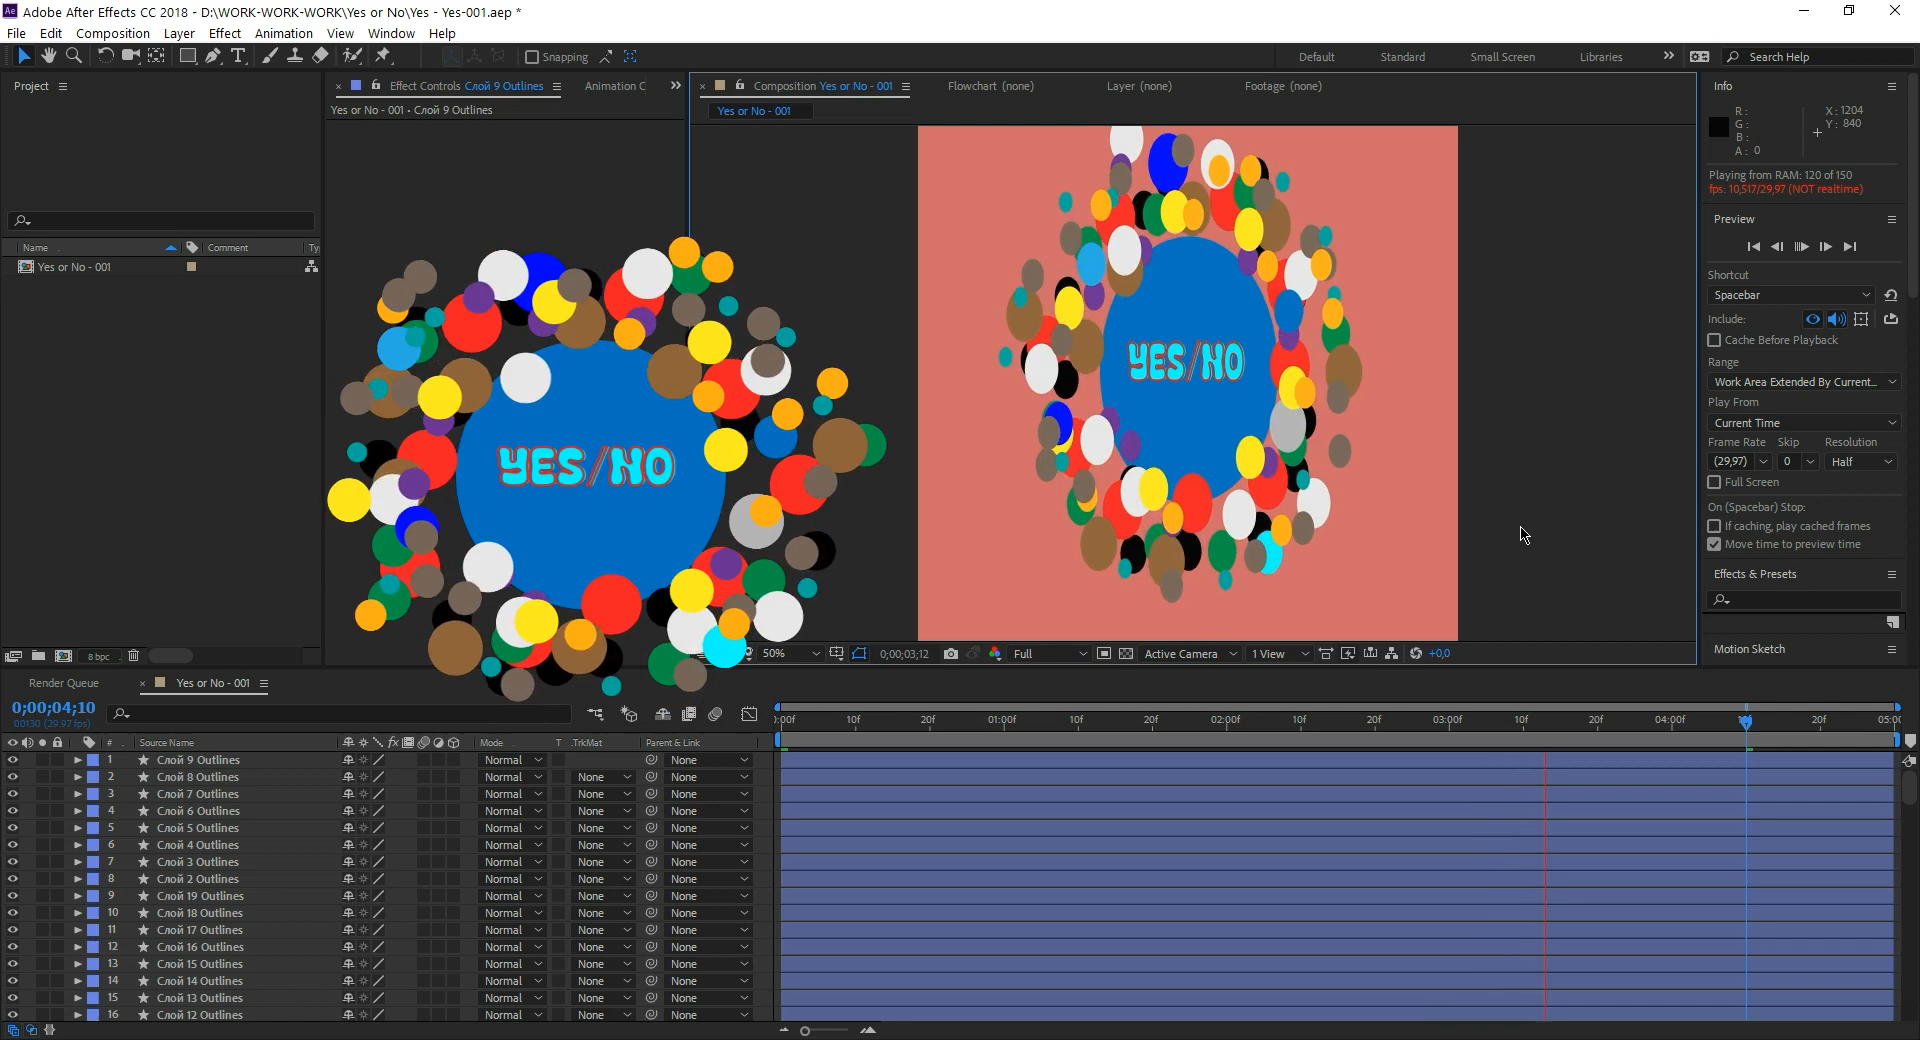 Adobe After Effects CC 2018 - D:\WORK-WORK-WORK\Yes or No\Yes - Yes-001.aep *
File Edit Composition Layer Effect Animation View Window Help
Snapping
Default Standard Small Screen Libraries Search Help
Project
Effect Controls Слой 9 Outlines
Animation C
Composition Yes or No - 001
Flowchart (none)
Layer (none)
Footage (none)
Info
Yes or No - 001 • Слой 9 Outlines
Yes or No - 001
R :
G :
B :
A : 0
X : 1204
Y : 840
Playing from RAM: 120 of 150
fps: 10,517/29,97 (NOT realtime)
Preview
Shortcut
Spacebar
Include:
Cache Before Playback
Range
Work Area Extended By Current...
Play From
Current Time
Frame Rate Skip Resolution
(29,97) 0 Half
Full Screen
On (Spacebar) Stop:
If caching, play cached frames
Move time to preview time
Effects & Presets
Motion Sketch
Name Comment Ty
Yes or No - 001
8 bpc
YES/NO
YES/NO
50% 0;00;03;12 Full Active Camera 1 View +0,0
Render Queue
Yes or No - 001
0;00;04;10
00130 (29.97 fps)
):00f 10f 20f 01:00f 10f 20f 02:00f 10f 20f 03:00f 10f 20f 04:00f 20f 05:00
# Source Name Mode T .TrkMat Parent & Link
1 Слой 9 Outlines Normal None
2 Слой 8 Outlines Normal None None
3 Слой 7 Outlines Normal None None
4 Слой 6 Outlines Normal None None
5 Слой 5 Outlines Normal None None
6 Слой 4 Outlines Normal None None
7 Слой 3 Outlines Normal None None
8 Слой 2 Outlines Normal None None
9 Слой 19 Outlines Normal None None
10 Слой 18 Outlines Normal None None
11 Слой 17 Outlines Normal None None
12 Слой 16 Outlines Normal None None
13 Слой 15 Outlines Normal None None
14 Слой 14 Outlines Normal None None
15 Слой 13 Outlines Normal None None
16 Слой 12 Outlines Normal None None